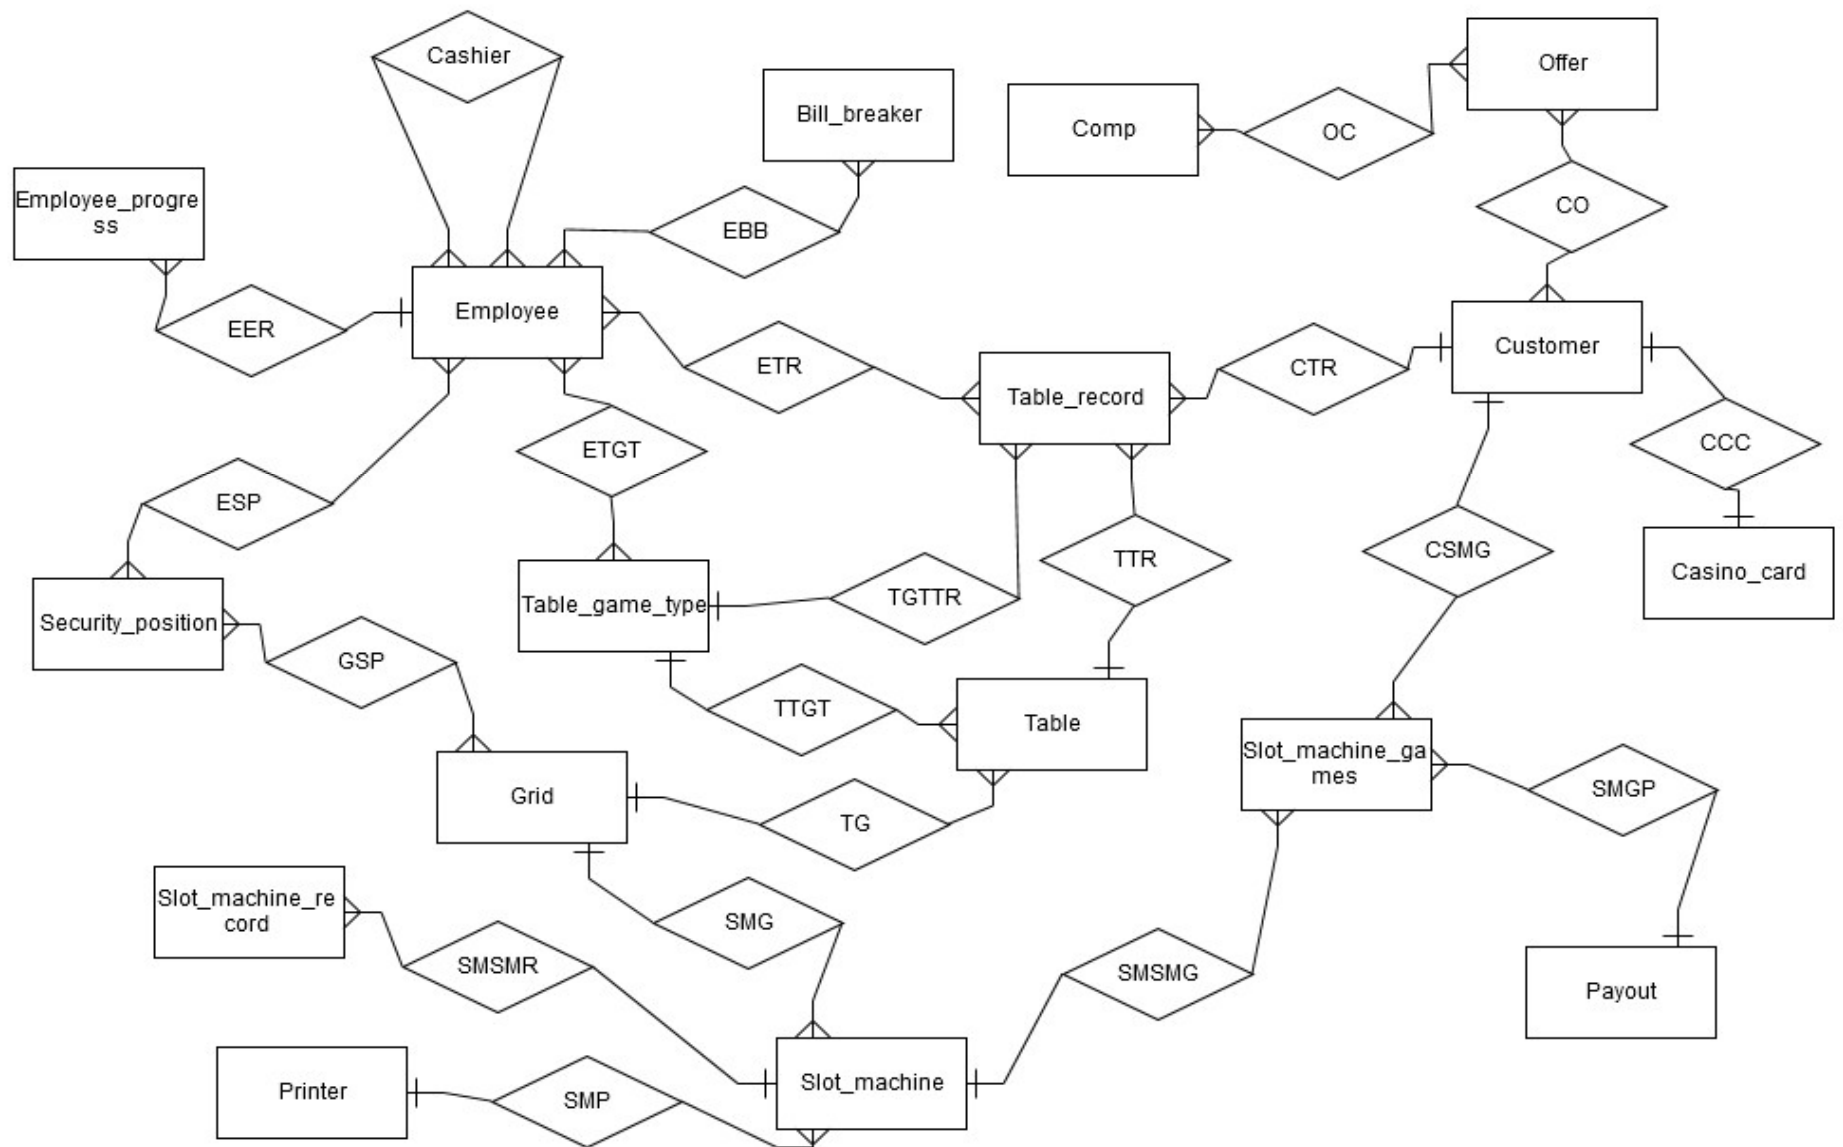 Cashier
Offer
Bill_breaker
Comp
OC
Employee_progre
ss
CO
EBB
Employee
EER
Customer
ETR
CTR
Table_record
ETGT
CCC
ESP
CSMG
TTR
Casino_card
Table_game_type
TGTTR
Security_position
GSP
TTGT
Table
Slot_machine_ga
mes
SMGP
Grid
TG
Slot_machine_re
cord
SMG
SMSMR
SMSMG
Payout
Slot_machine
Printer
SMP